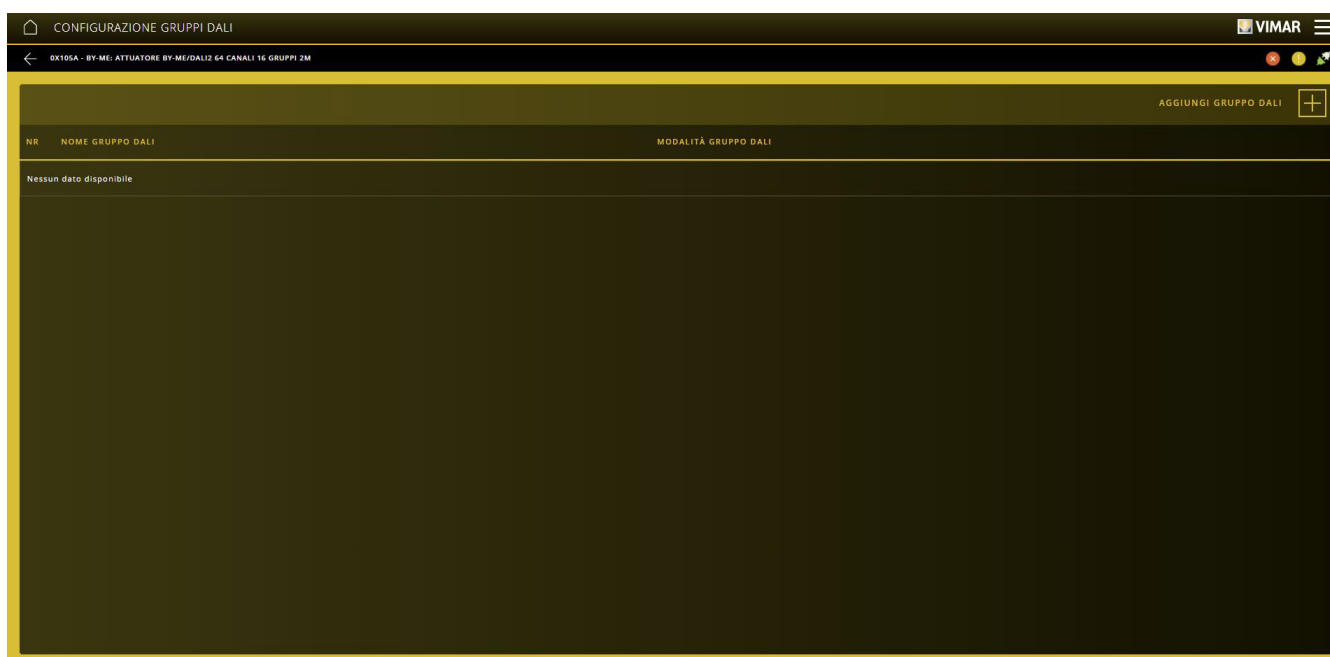 CONFIGURAZIONE GRUPPI DALI
VIMAR
0X105A - BY-ME: ATTUATORE BY-ME/DALI2 64 CANALI 16 GRUPPI 2M
AGGIUNGI GRUPPO DALI
NR NOME GRUPPO DALI MODALITÀ GRUPPO DALI
Nessun dato disponibile